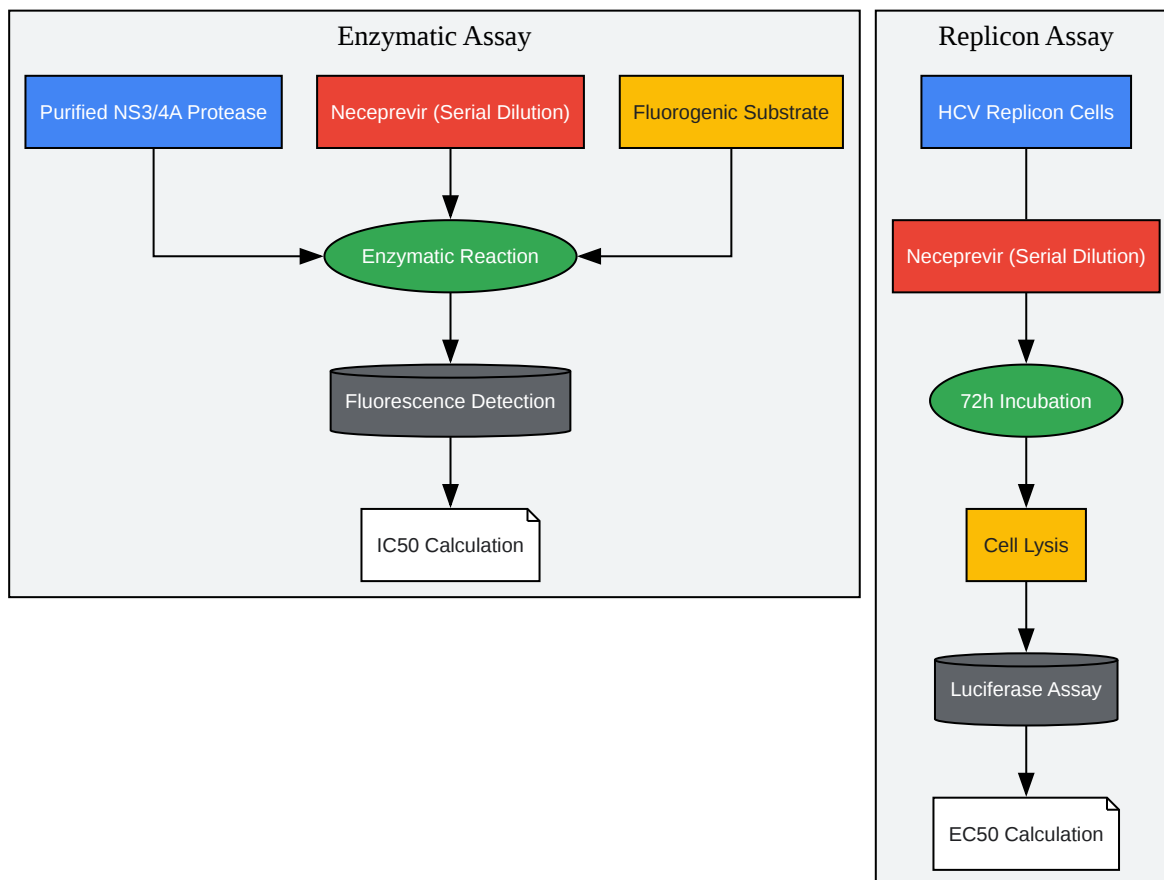 Enzymatic Assay
Purified NS3/4A Protease
Neceprevir (Serial Dilution)
Fluorogenic Substrate
Enzymatic Reaction
Fluorescence Detection
IC50 Calculation
Replicon Assay
HCV Replicon Cells
Neceprevir (Serial Dilution)
72h Incubation
Cell Lysis
Luciferase Assay
EC50 Calculation